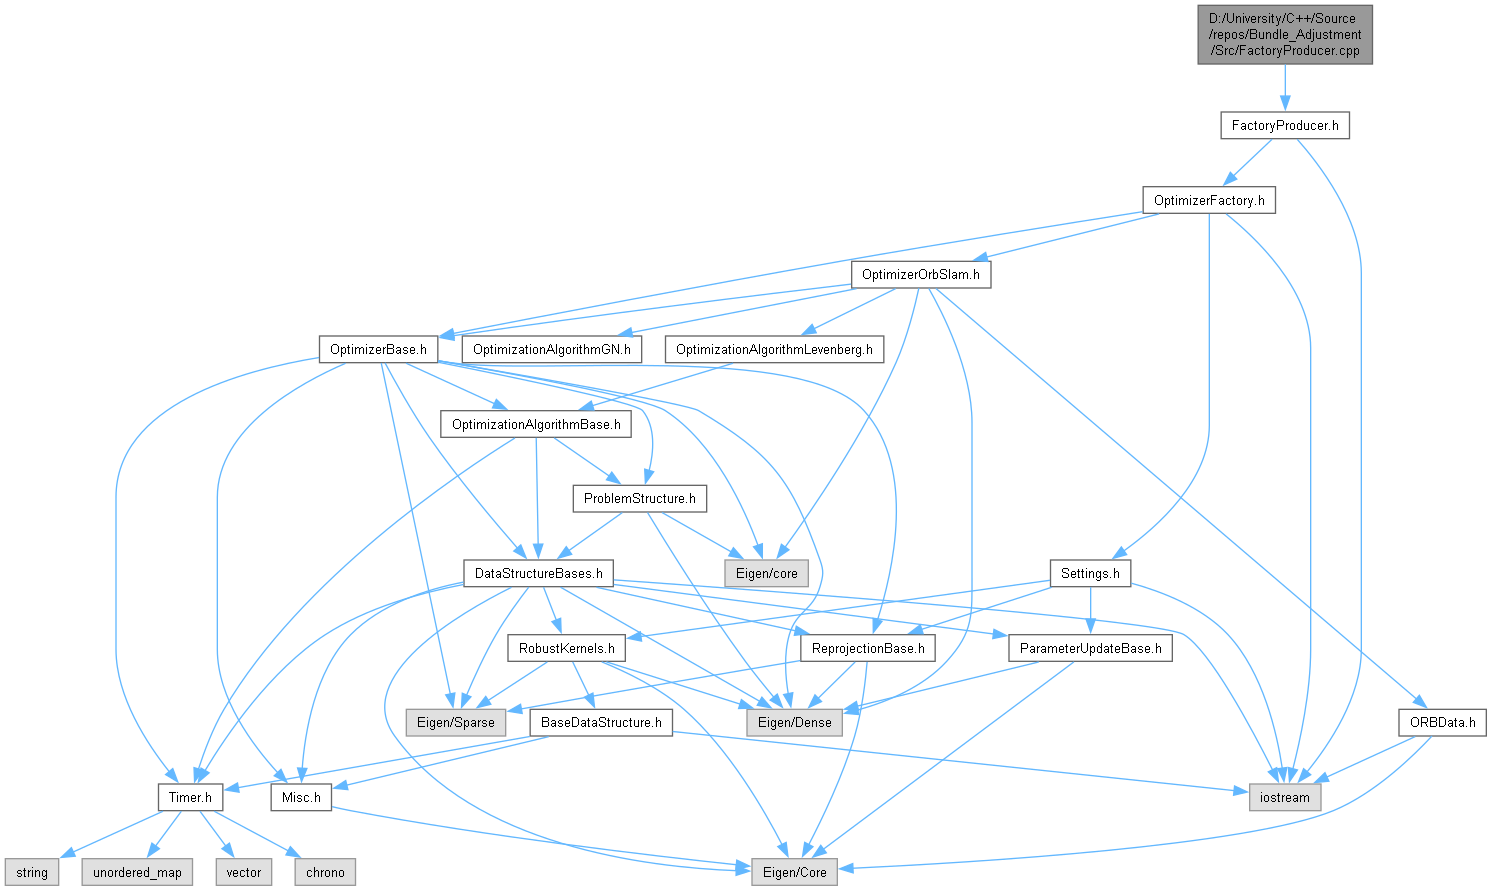 D:/University/C++/Source
/repos/Bundle_Adjustment
/Src/FactoryProducer.cpp
FactoryProducer.h
OptimizerFactory.h
OptimizerOrbSlam.h
OptimizerBase.h
OptimizationAlgorithmGN.h
OptimizationAlgorithmLevenberg.h
OptimizationAlgorithmBase.h
ProblemStructure.h
DataStructureBases.h
Eigen/core
Settings.h
RobustKernels.h
ReprojectionBase.h
ParameterUpdateBase.h
Eigen/Sparse
BaseDataStructure.h
Eigen/Dense
ORBData.h
Timer.h
Misc.h
iostream
string
unordered_map
vector
chrono
Eigen/Core